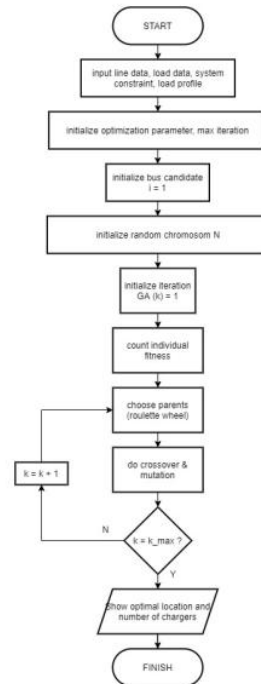 START
input line data, load data, system
constraint, load profile
initialize optimization parameter, max iteration
initialize bus candidate
i = 1
initialize random chromosom N
initialize iteration
GA (k) = 1
count individual
fitness
choose parents
(roulette wheel)
k = k + 1
do crossover &
mutation
N
k = k_max ?
Y
Show optimal location and
number of chargers
FINISH